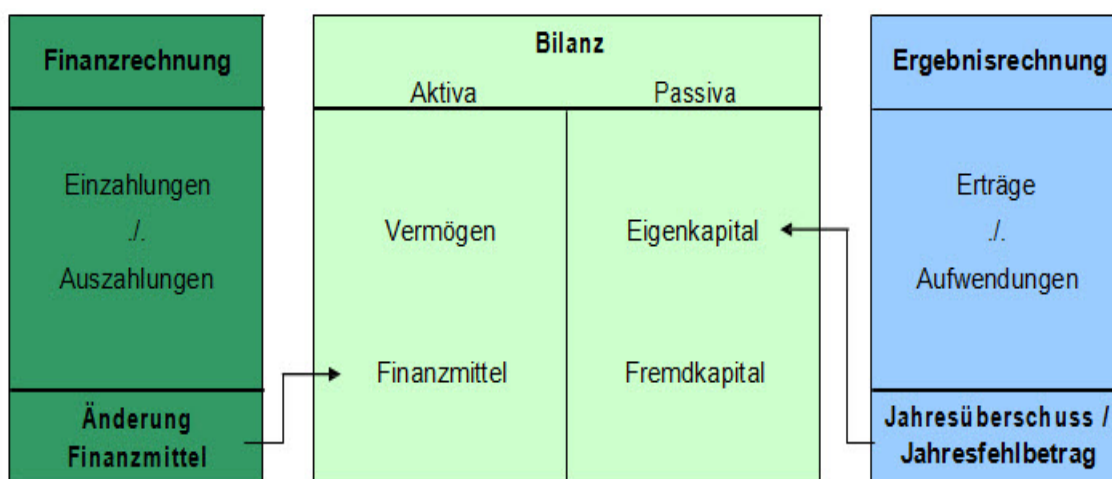 Finanzrechnung
Einzahlungen
./.
Auszahlungen
Änderung
Finanzmittel
Bilanz
Aktiva Passiva
Vermögen Eigenkapital
Finanzmittel Fremdkapital
Ergebnisrechnung
Erträge
./.
Aufwendungen
Jahresüberschuss /
Jahresfehlbetrag